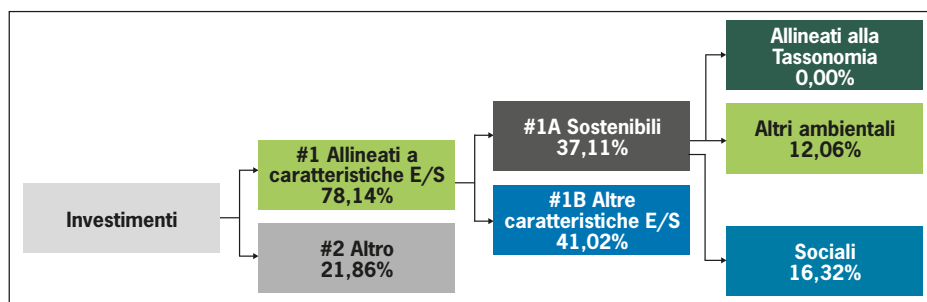 Investimenti
#1 Allineati a
caratteristiche E/S
78,14%
#2 Altro
21,86%
#1A Sostenibili
37,11%
#1B Altre
caratteristiche E/S
41,02%
Allineati alla
Tassonomia
0,00%
Altri ambientali
12,06%
Sociali
16,32%